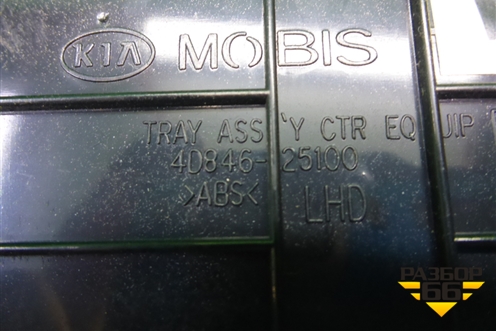 KIA MOBIS
TRAY ASS'Y CTR EQUIP
4D846-25100
>ABS< LHD
РАЗБОР
66